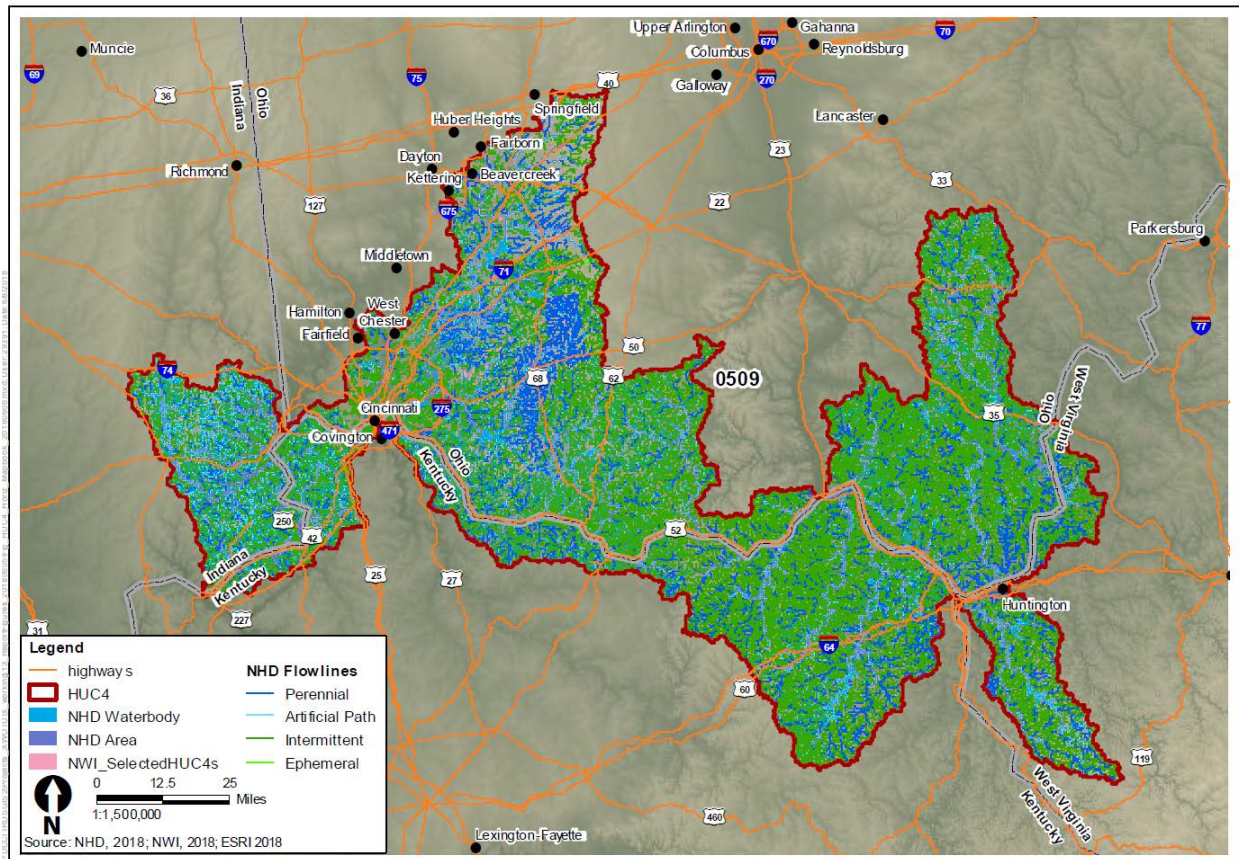 Upper Arlington
Gahanna
70
Muncie
Columbus
670
Reynoldsburg
69
75
Galloway
270
40
36
Ohio
Indiana
Springfield
Huber Heights
Lancaster
Fairborn
23
Dayton
Richmond
Kettering
Beavercreek
33
127
675
22
Parkersburg
Middletown
71
Hamilton
West
Chester
Fairfield
77
50
74
68
62
0509
Cincinnati
275
35
Ohio
West Virginia
Covington
471
Ohio
Kentucky
250
42
52
Indiana
Kentucky
25
27
Huntington
227
31
64
60
119
West Virginia
Kentucky
460
Lexington-Fayette
Legend
highways
HUC4
NHD Waterbody
NHD Area
NWI_SelectedHUC4s
NHD Flowlines
Perennial
Artificial Path
Intermittent
Ephemeral
0 12.5 25
Miles
1:1,500,000
N
Source: NHD, 2018; NWI, 2018; ESRI 2018